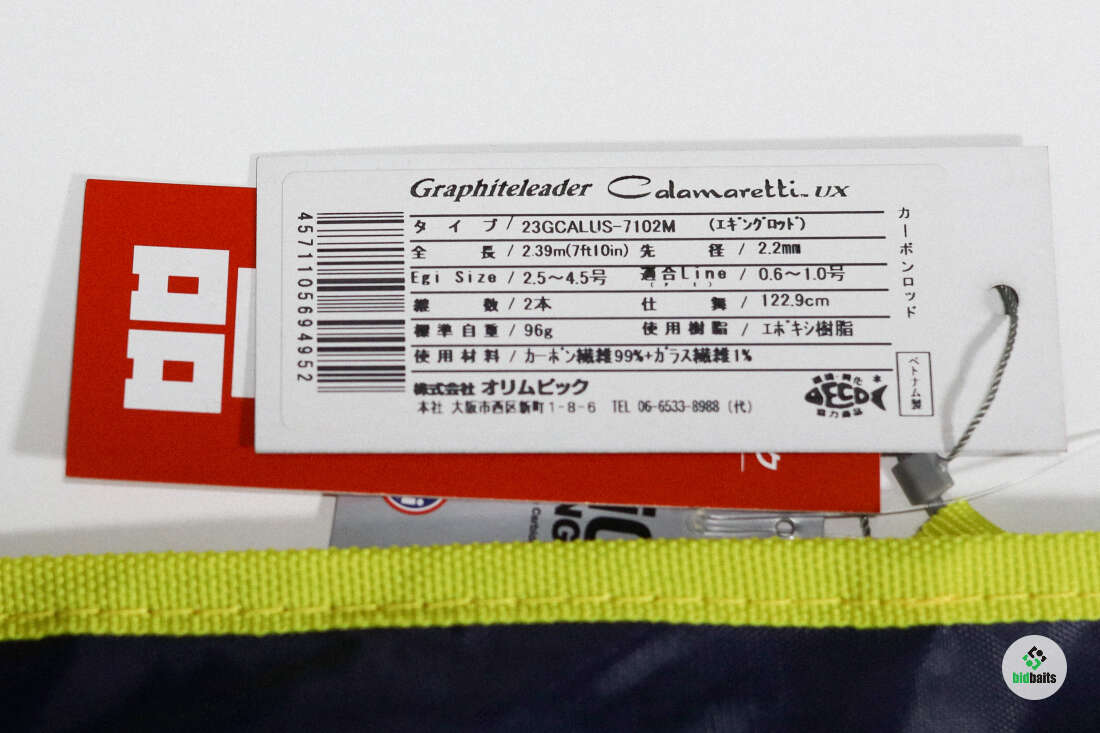 Graphiteleader Calamaretti UX
タイプ / 23GCALUS-7102M (エギングロッド)
全長 / 2.39m(7ft10in) 先径 / 2.2mm
Egi Size / 2.5〜4.5号 適合Line / 0.6〜1.0号
継数 / 2本 仕舞 / 122.9cm
標準自重 / 96g 使用樹脂 / エポキシ樹脂
使用材料 / カーボン繊維99%+ガラス繊維1%
株式会社 オリムピック
本社 大阪市西区新町1-8-6 TEL 06-6533-8988 (代)
4571105694952
カーボンロッド
ベトナム製
ECO
協力商品
bidbaits